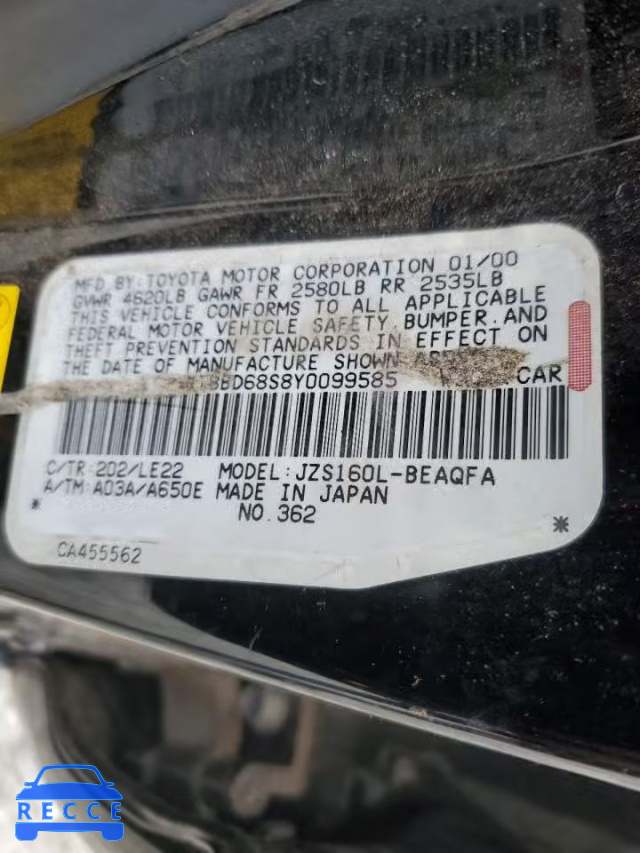 MFD BY: TOYOTA MOTOR CORPORATION 01/00
GVWR 4620LB GAWR FR 2580LB RR 2535LB
THIS VEHICLE CONFORMS TO ALL APPLICABLE
FEDERAL MOTOR VEHICLE SAFETY, BUMPER, AND
THEFT PREVENTION STANDARDS IN EFFECT ON
THE DATE OF MANUFACTURE SHOWN
BD68S8Y0099585 CAR
C/TR: 202/LE22 MODEL: JZS160L-BEAQFA
A/TM: A03A/A650E MADE IN JAPAN
* NO. 362 *
CA455562
RECCE